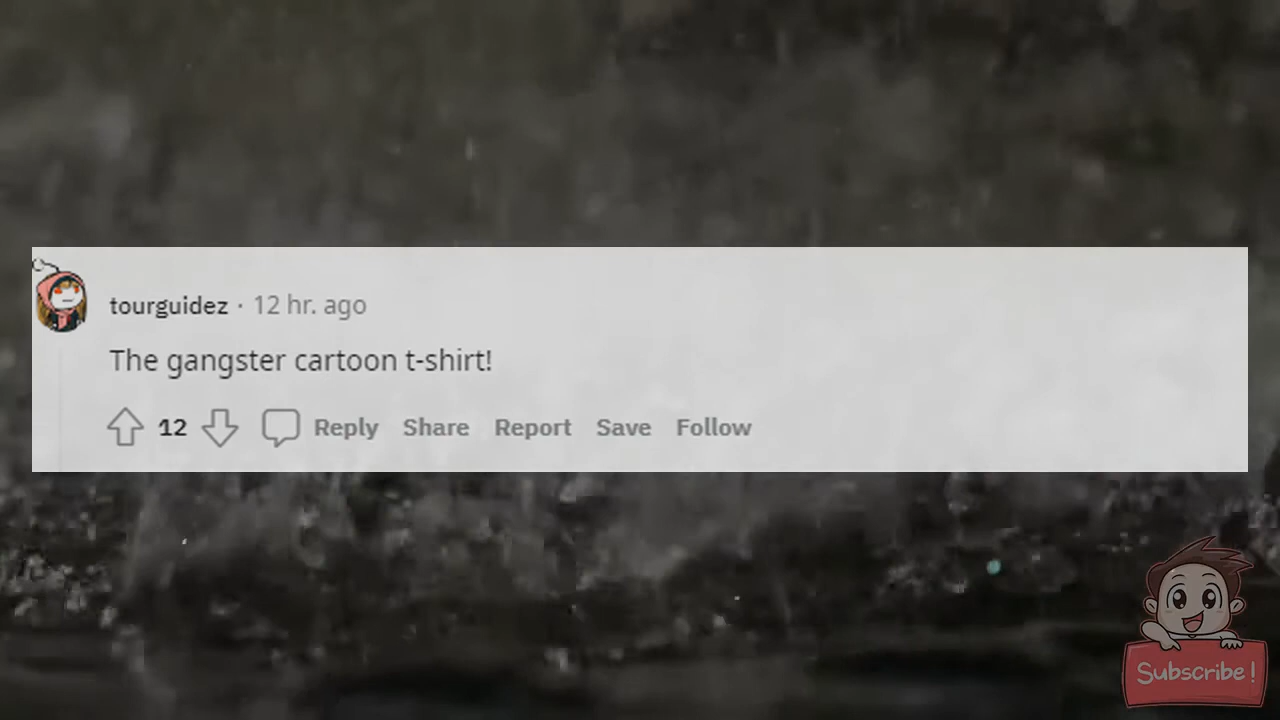 tourguidez · 12 hr. ago
The gangster cartoon t-shirt!
12 Reply Share Report Save Follow
Subscribe!